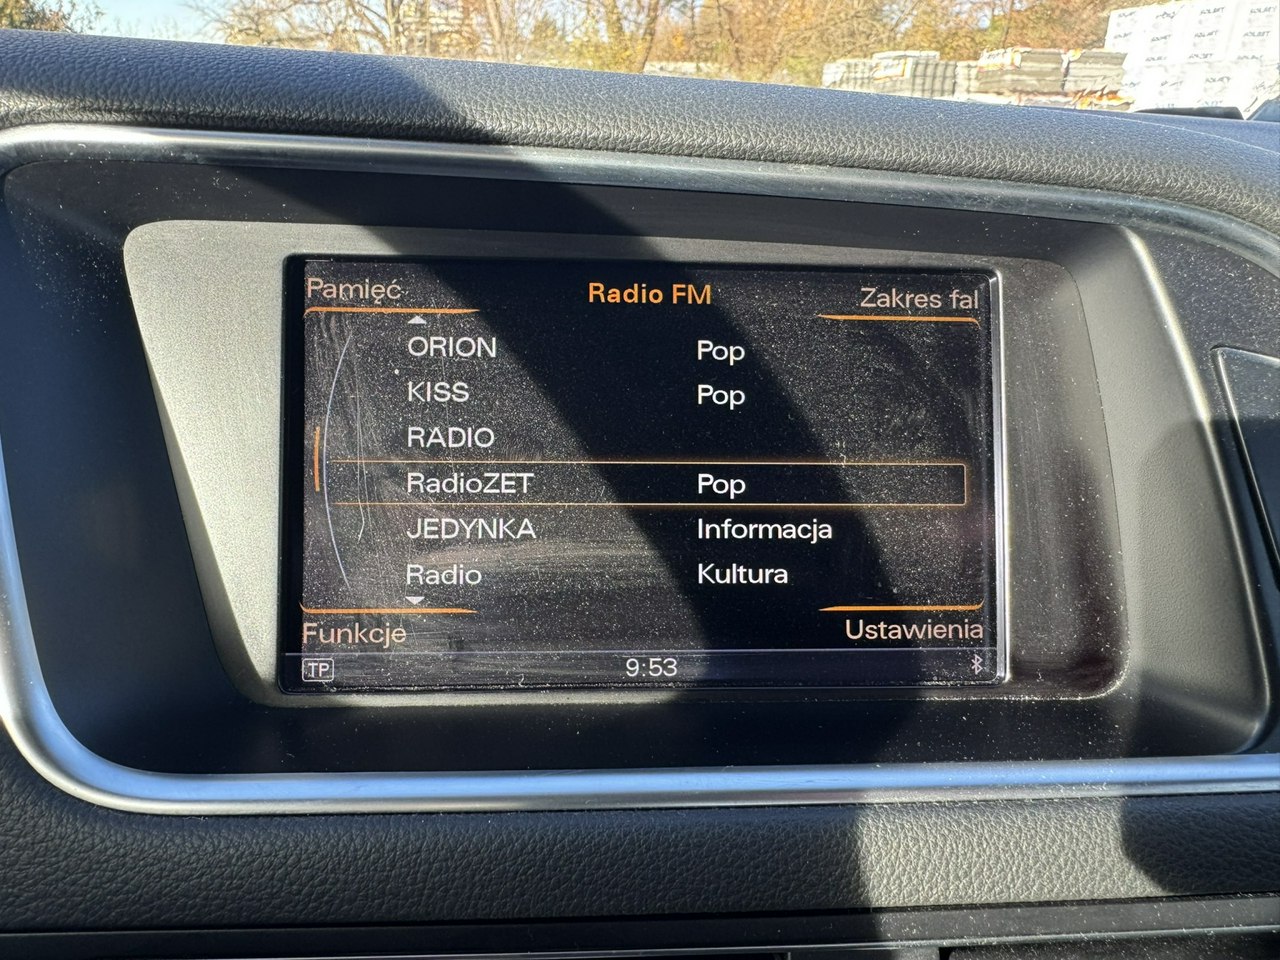 Pamięć
Radio FM
Zakres fal
ORION Pop
KISS Pop
RADIO
RadioZET Pop
JEDYNKA Informacja
Radio Kultura
Funkcje
Ustawienia
TP
9:53